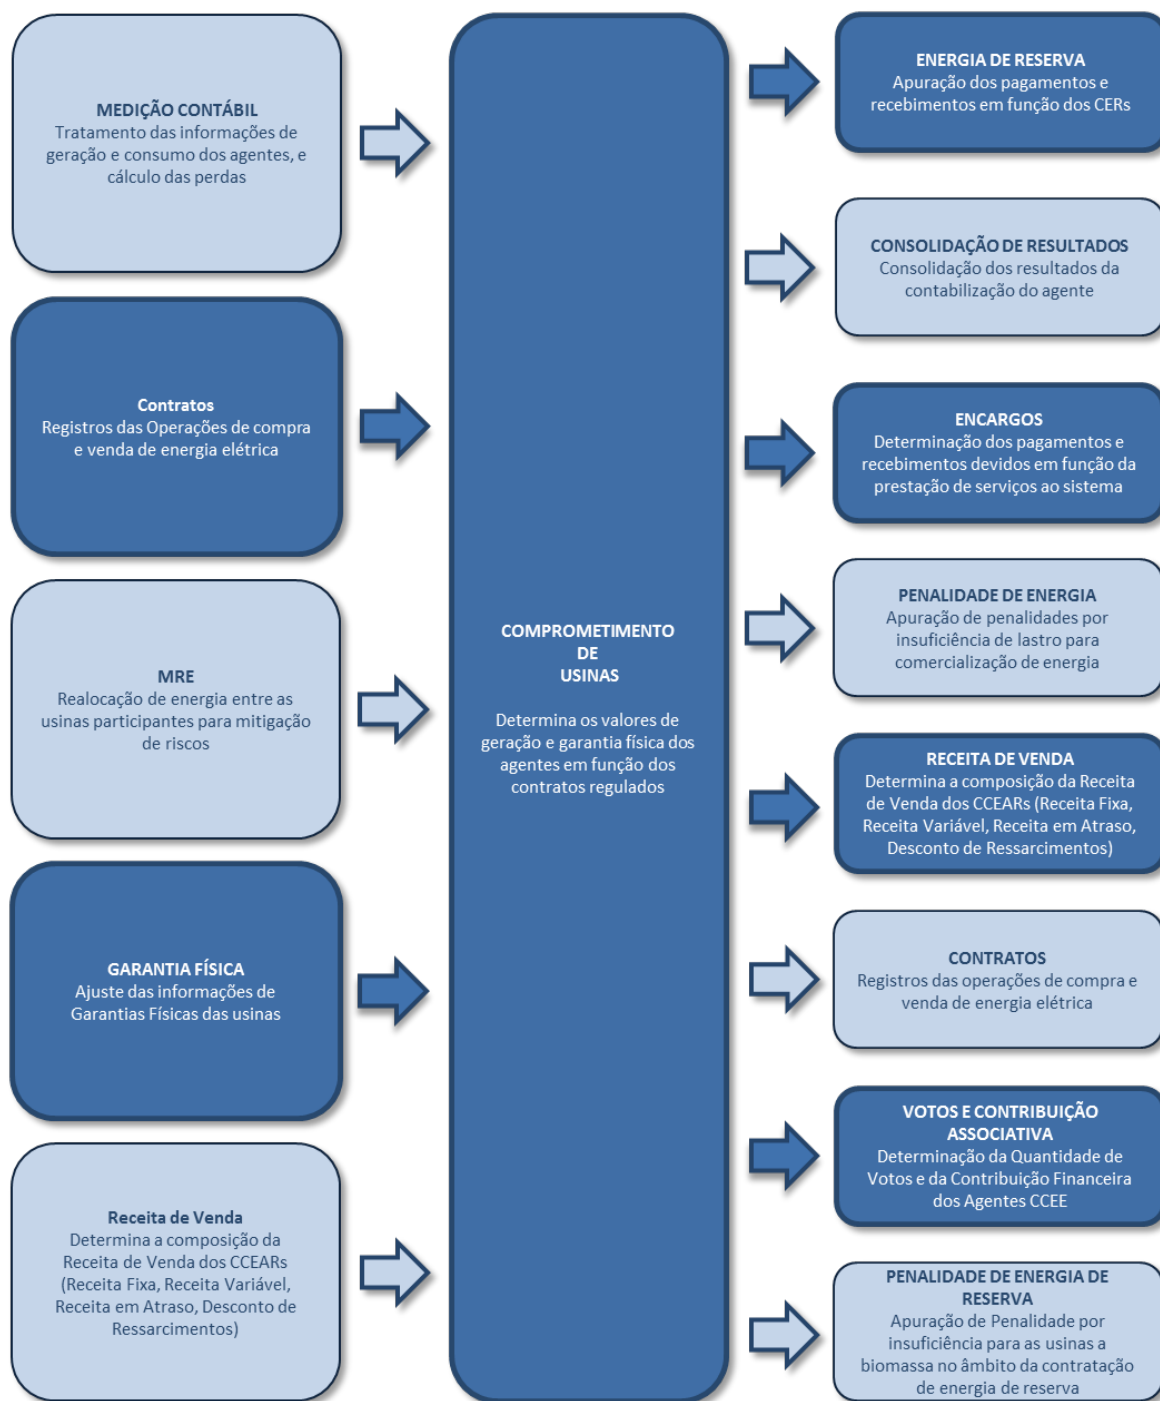 MEDIÇÃO CONTÁBIL
Tratamento das informações de
geração e consumo dos agentes, e
cálculo das perdas
Contratos
Registros das Operações de compra
e venda de energia elétrica
MRE
Realocação de energia entre as
usinas participantes para mitigação
de riscos
GARANTIA FÍSICA
Ajuste das informações de
Garantias Físicas das usinas
Receita de Venda
Determina a composição da
Receita de Venda dos CCEARs
(Receita Fixa, Receita Variável,
Receita em Atraso, Desconto de
Ressarcimentos)
COMPROMETIMENTO
DE
USINAS
Determina os valores de
geração e garantia física dos
agentes em função dos
contratos regulados
ENERGIA DE RESERVA
Apuração dos pagamentos e
recebimentos em função dos CERs
CONSOLIDAÇÃO DE RESULTADOS
Consolidação dos resultados da
contabilização do agente
ENCARGOS
Determinação dos pagamentos e
recebimentos devidos em função da
prestação de serviços ao sistema
PENALIDADE DE ENERGIA
Apuração de penalidades por
insuficiência de lastro para
comercialização de energia
RECEITA DE VENDA
Determina a composição da Receita
de Venda dos CCEARs (Receita Fixa,
Receita Variável, Receita em Atraso,
Desconto de Ressarcimentos)
CONTRATOS
Registros das operações de compra e
venda de energia elétrica
VOTOS E CONTRIBUIÇÃO
ASSOCIATIVA
Determinação da Quantidade de
Votos e da Contribuição Financeira
dos Agentes CCEE
PENALIDADE DE ENERGIA DE
RESERVA
Apuração de Penalidade por
insuficiência para as usinas a
biomassa no âmbito da contratação
de energia de reserva